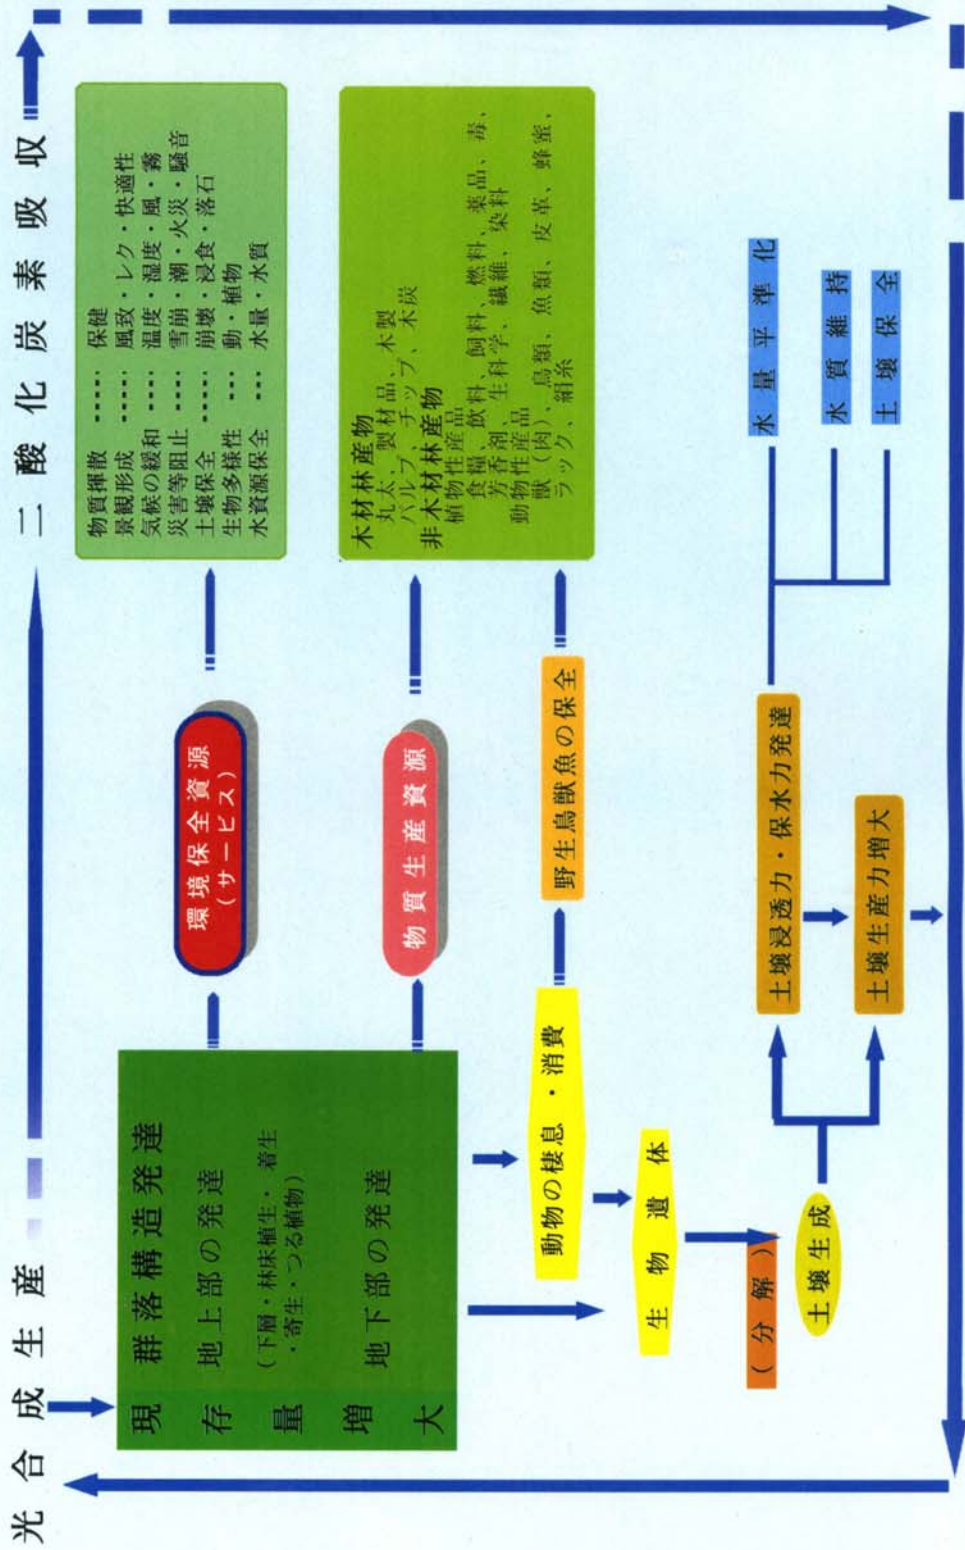 光合成生産
二酸化炭素吸収
現存量増大
群落構造発達
地上部の発達
(下層・林床植生・着生
・寄生・つる植物)
地下部の発達
環境保全資源
(サービス)
物質揮散 ····· 保健
景観形成 ····· 風致・レク・快適性
気候の緩和 ···· 温度・湿度・風・霧
災害等阻止 ···· 雪崩・潮・火災・騒音
土壌保全 ····· 崩壊・浸食・落石
生物多様性 ··· 動・植物
水資源保全 ··· 水量・水質
物質生産資源
木材林産物
丸太、製材品、木製
パルプ、チップ、木炭
非木材林産物
植物性産品
食糧、飲料、飼料、燃料、薬品、毒、
芳香剤、生科学、繊維、染料
動物性産品
獣(肉)、鳥類、魚類、皮革、蜂蜜、
ラック、絹糸
動物の棲息・消費
野生鳥獣魚の保全
生物遺体
(分解)
土壌生成
土壌浸透力・保水力発達
土壌生産力増大
水量平準化
水質維持
土壌保全